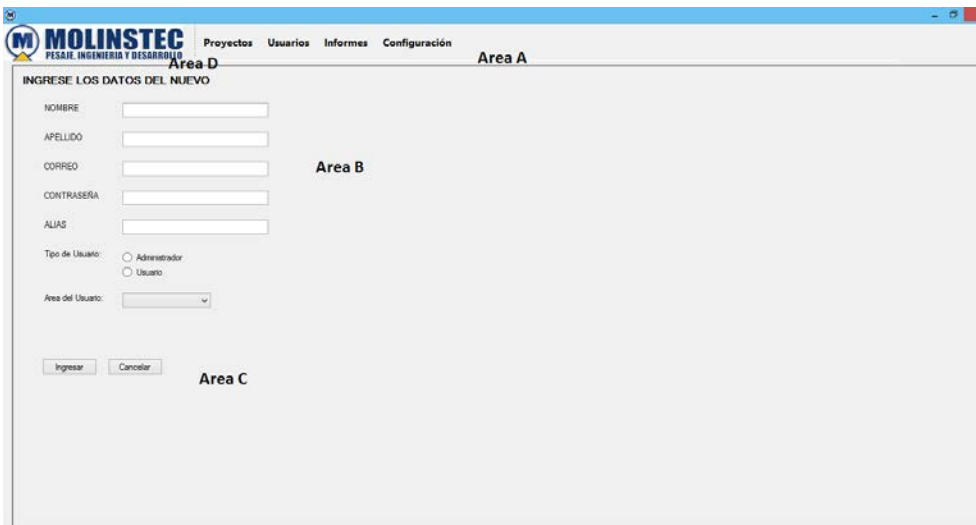 MOLINSTEC
PESAJE, INGENIERIA Y DESARROLLO
Proyectos Usuarios Informes Configuración
Area A
Area D
INGRESE LOS DATOS DEL NUEVO
NOMBRE
APELLIDO
CORREO
Area B
CONTRASEÑA
ALIAS
Tipo de Usuario:
Administrador
Usuario
Area del Usuario:
Ingresar Cancelar
Area C